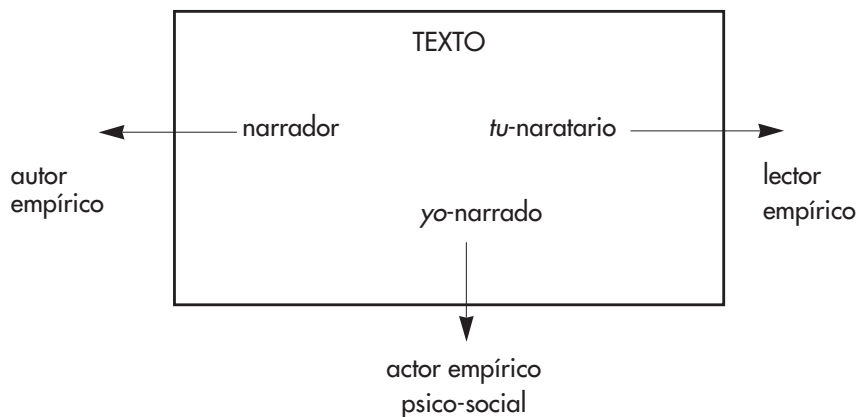 TEXTO
narrador
tu-naratario
autor
empírico
lector
empírico
yo-narrado
actor empírico
psico-social